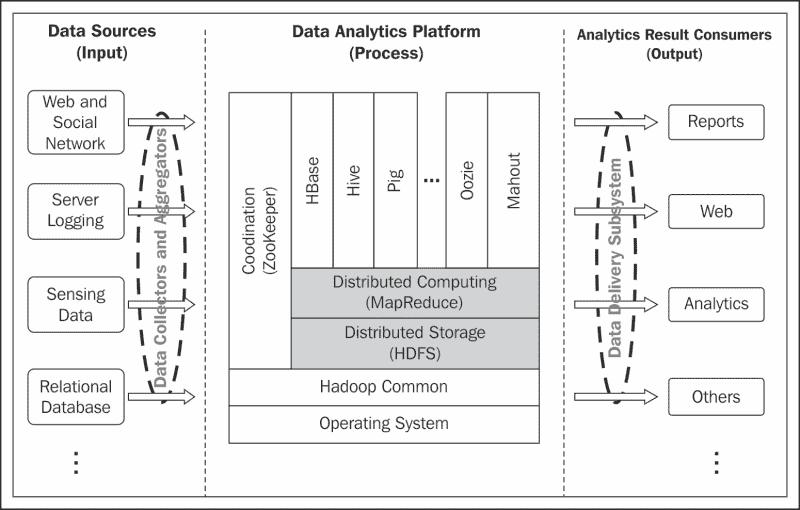 Data Sources
(Input)
Data Analytics Platform
(Process)
Analytics Result Consumers
(Output)
Web and
Social
Network
Server
Logging
Sensing
Data
Relational
Database
Data Collectors and Aggregators
Coodination
(ZooKeeper)
HBase
Hive
Pig
...
Oozie
Mahout
Distributed Computing
(MapReduce)
Distributed Storage
(HDFS)
Hadoop Common
Operating System
Data Delivery Subsystem
Reports
Web
Analytics
Others